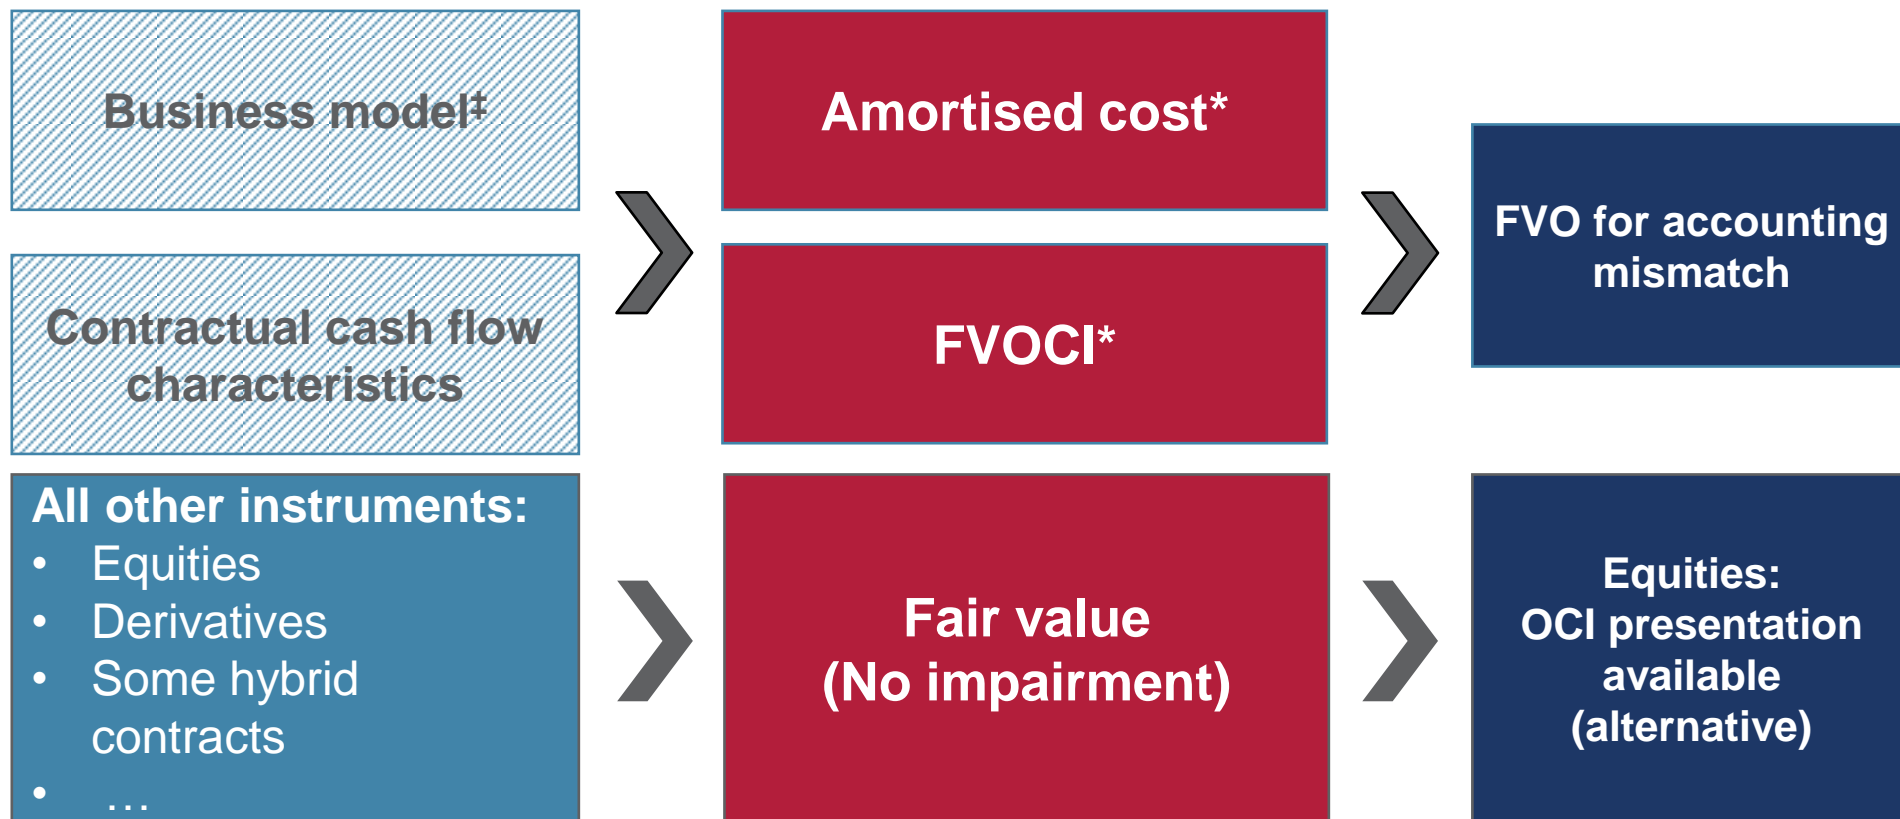 Business model‡
Amortised cost*
Contractual cash flow
characteristics
FVOCI*
FVO for accounting
mismatch
All other instruments:
• Equities
• Derivatives
• Some hybrid
contracts
• …
Fair value
(No impairment)
Equities:
OCI presentation
available
(alternative)